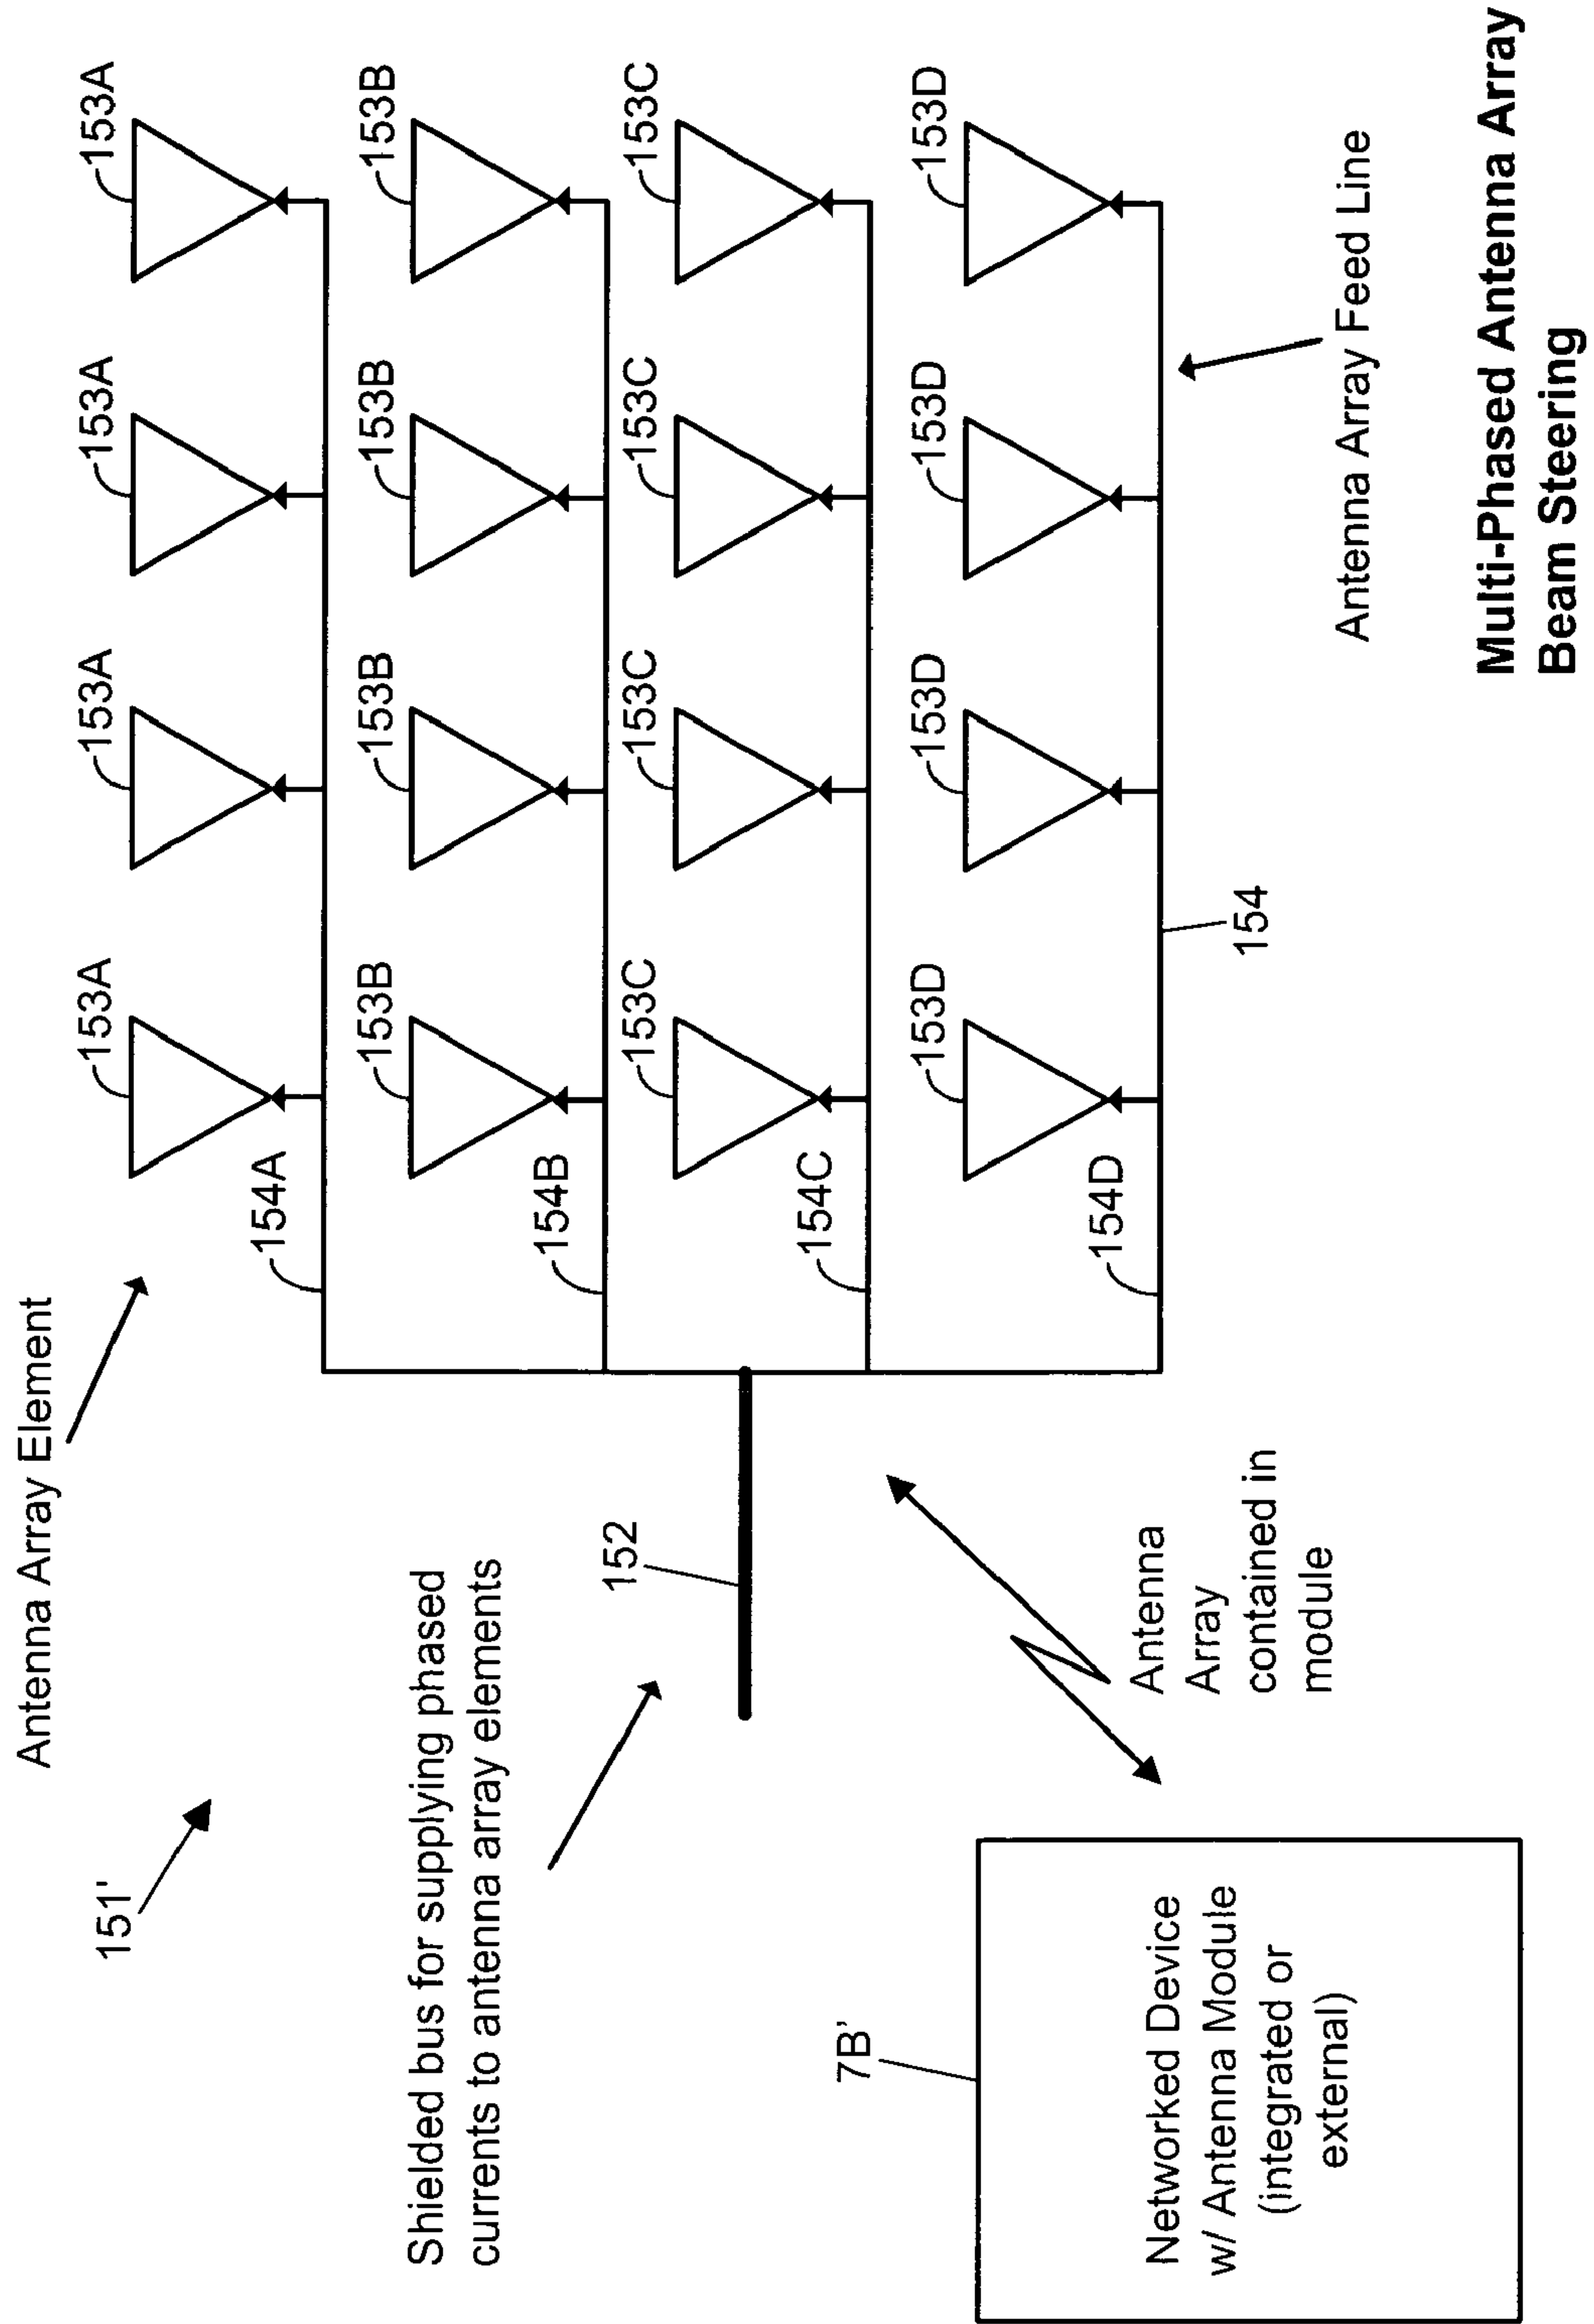 Antenna Array Element
151'
153A
153A
153A
153A
154A
153B
153B
153B
153B
154B
Shielded bus for supplying phased
currents to antenna array elements
152
153C
153C
153C
153C
154C
153D
153D
153D
153D
154D
154
Antenna Array Feed Line
Antenna
Array
contained in
module
7B'
Networked Device
w/ Antenna Module
(integrated or
external)
Multi-Phased Antenna Array
Beam Steering